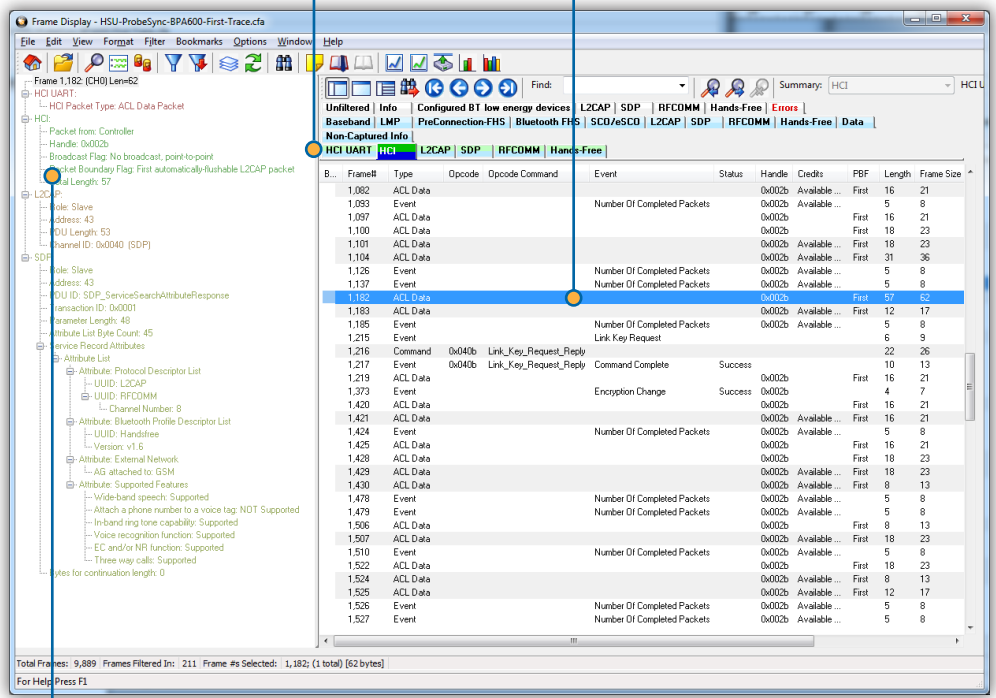 Frame Display - HSU-ProbeSync-BPA600-First-Trace.cfa
File Edit View Format Filter Bookmarks Options Window Help
Find: Summary: HCI HCI U
Frame 1,182: (CH0) Len=62
HCI UART:
HCI Packet Type: ACL Data Packet
HCI:
Packet from: Controller
Handle: 0x002b
Broadcast Flag: No broadcast, point-to-point
Packet Boundary Flag: First automatically-flushable L2CAP packet
Total Length: 57
L2CAP:
Role: Slave
Address: 43
PDU Length: 53
Channel ID: 0x0040 (SDP)
SDP
Role: Slave
Address: 43
PDU ID: SDP_ServiceSearchAttributeResponse
Transaction ID: 0x0001
Parameter Length: 48
Attribute List Byte Count: 45
Service Record Attributes
Attribute List
Attribute: Protocol Descriptor List
UUID: L2CAP
UUID: RFCOMM
Channel Number: 8
Attribute: Bluetooth Profile Descriptor List
UUID: Handsfree
Version: v1.6
Attribute: External Network
AG attached to: GSM
Attribute: Supported Features
Wide-band speech: Supported
Attach a phone number to a voice tag: NOT Supported
In-band ring tone capability: Supported
Voice recognition function: Supported
EC and/or NR function: Supported
Three way calls: Supported
Bytes for continuation length: 0
Unfiltered Info Configured BT low energy devices L2CAP SDP RFCOMM Hands-Free Errors
Baseband LMP PreConnection-FHS Bluetooth FHS SCO/eSCO L2CAP SDP RFCOMM Hands-Free Data
Non-Captured Info
HCI UART HCI L2CAP SDP RFCOMM Hands-Free
B... Frame# Type Opcode Opcode Command Event Status Handle Credits PBF Length Frame Size
1,082 ACL Data 0x002b Available ... First 16 21
1,093 Event Number Of Completed Packets 0x002b Available ... 5 8
1,097 ACL Data 0x002b First 16 21
1,100 ACL Data 0x002b First 18 23
1,101 ACL Data 0x002b Available ... First 18 23
1,104 ACL Data 0x002b Available ... First 31 36
1,126 Event Number Of Completed Packets 0x002b Available ... 5 8
1,137 Event Number Of Completed Packets 0x002b Available ... 5 8
1,182 ACL Data 0x002b First 57 62
1,183 ACL Data 0x002b Available ... First 12 17
1,185 Event Number Of Completed Packets 0x002b Available ... 5 8
1,215 Event Link Key Request 6 9
1,216 Command 0x040b Link_Key_Request_Reply 22 26
1,217 Event 0x040b Link_Key_Request_Reply Command Complete Success 10 13
1,219 ACL Data 0x002b First 16 21
1,373 Event Encryption Change Success 0x002b 4 7
1,420 ACL Data 0x002b First 16 21
1,421 ACL Data 0x002b Available ... First 16 21
1,424 Event Number Of Completed Packets 0x002b Available ... 5 8
1,425 ACL Data 0x002b First 16 21
1,428 ACL Data 0x002b First 18 23
1,429 ACL Data 0x002b Available ... First 18 23
1,430 ACL Data 0x002b Available ... First 8 13
1,478 Event Number Of Completed Packets 0x002b Available ... 5 8
1,479 Event Number Of Completed Packets 0x002b Available ... 5 8
1,506 ACL Data 0x002b First 8 13
1,507 ACL Data 0x002b Available ... First 18 23
1,510 Event Number Of Completed Packets 0x002b Available ... 5 8
1,522 ACL Data 0x002b First 18 23
1,524 ACL Data 0x002b Available ... First 8 13
1,525 ACL Data 0x002b Available ... First 12 17
1,526 Event Number Of Completed Packets 0x002b Available ... 5 8
1,527 Event Number Of Completed Packets 0x002b Available ... 5 8
Total Frames: 9,889 Frames Filtered In: 211 Frame #s Selected: 1,182; (1 total) [62 bytes]
For Help Press F1